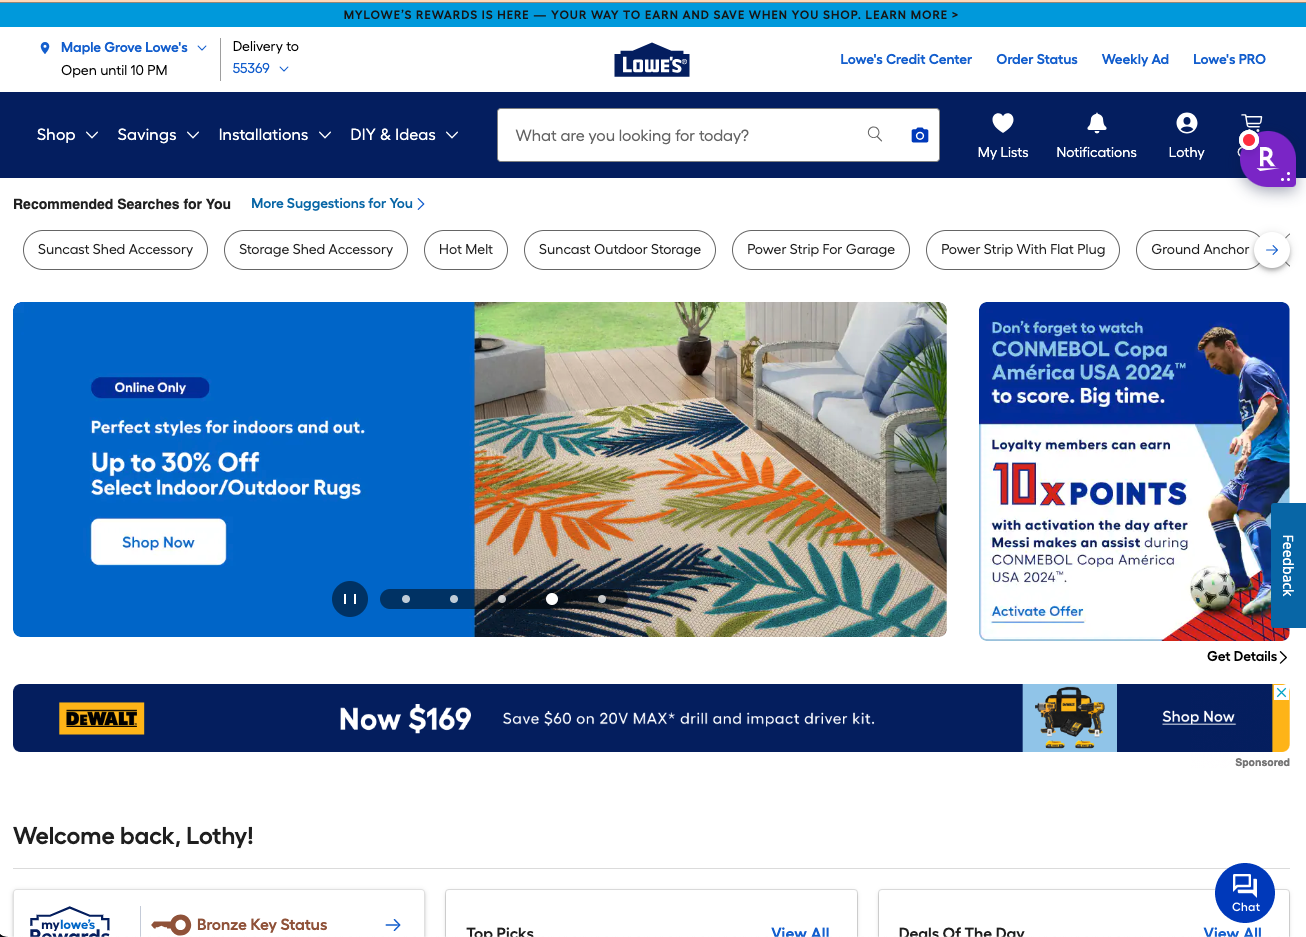 MYLOWE'S REWARDS IS HERE — YOUR WAY TO EARN AND SAVE WHEN YOU SHOP. LEARN MORE >
Maple Grove Lowe's
Open until 10 PM
Delivery to
55369
LOWE'S
Lowe's Credit Center
Order Status
Weekly Ad
Lowe's PRO
Shop
Savings
Installations
DIY & Ideas
What are you looking for today?
My Lists
Notifications
Lothy
R
Recommended Searches for You
More Suggestions for You
Suncast Shed Accessory
Storage Shed Accessory
Hot Melt
Suncast Outdoor Storage
Power Strip For Garage
Power Strip With Flat Plug
Ground Anchor
Online Only
Perfect styles for indoors and out.
Up to 30% Off
Select Indoor/Outdoor Rugs
Shop Now
Don't forget to watch
CONMEBOL Copa
América USA 2024™
to score. Big time.
Loyalty members can earn
10x POINTS
with activation the day after
Messi makes an assist during
CONMEBOL Copa América
USA 2024™.
Activate Offer
Feedback
Get Details
DEWALT
Now $169
Save $60 on 20V MAX* drill and impact driver kit.
Shop Now
Sponsored
Welcome back, Lothy!
mylowe's
Rewards
Bronze Key Status
Top Picks
View All
Deals Of The Day
View All
Chat